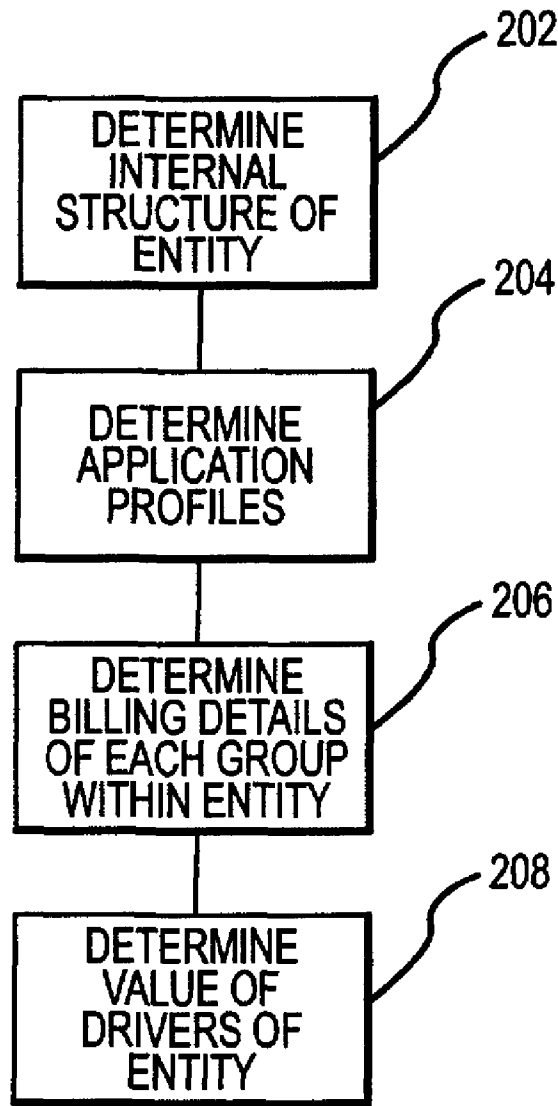 202
DETERMINE
INTERNAL
STRUCTURE OF
ENTITY
204
DETERMINE
APPLICATION
PROFILES
206
DETERMINE
BILLING DETAILS
OF EACH GROUP
WITHIN ENTITY
208
DETERMINE
VALUE OF
DRIVERS OF
ENTITY